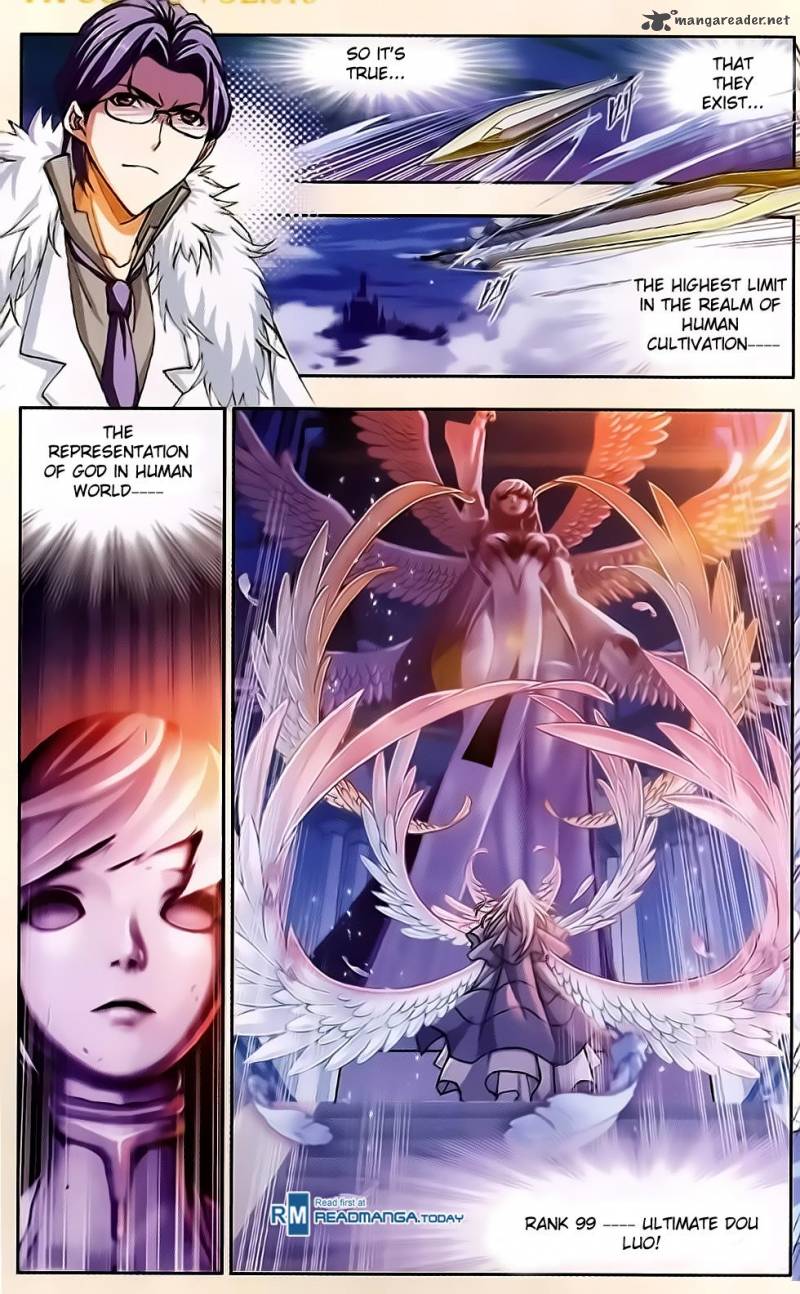 mangareader.net
SO IT'S
TRUE...
THAT
THEY
EXIST...
THE HIGHEST LIMIT
IN THE REALM OF
HUMAN
CULTIVATION----
THE
REPRESENTATION
OF GOD IN HUMAN
WORLD----
RM
Read first at
READMANGA.TODAY
RANK 99 ---- ULTIMATE DOU
LUO!